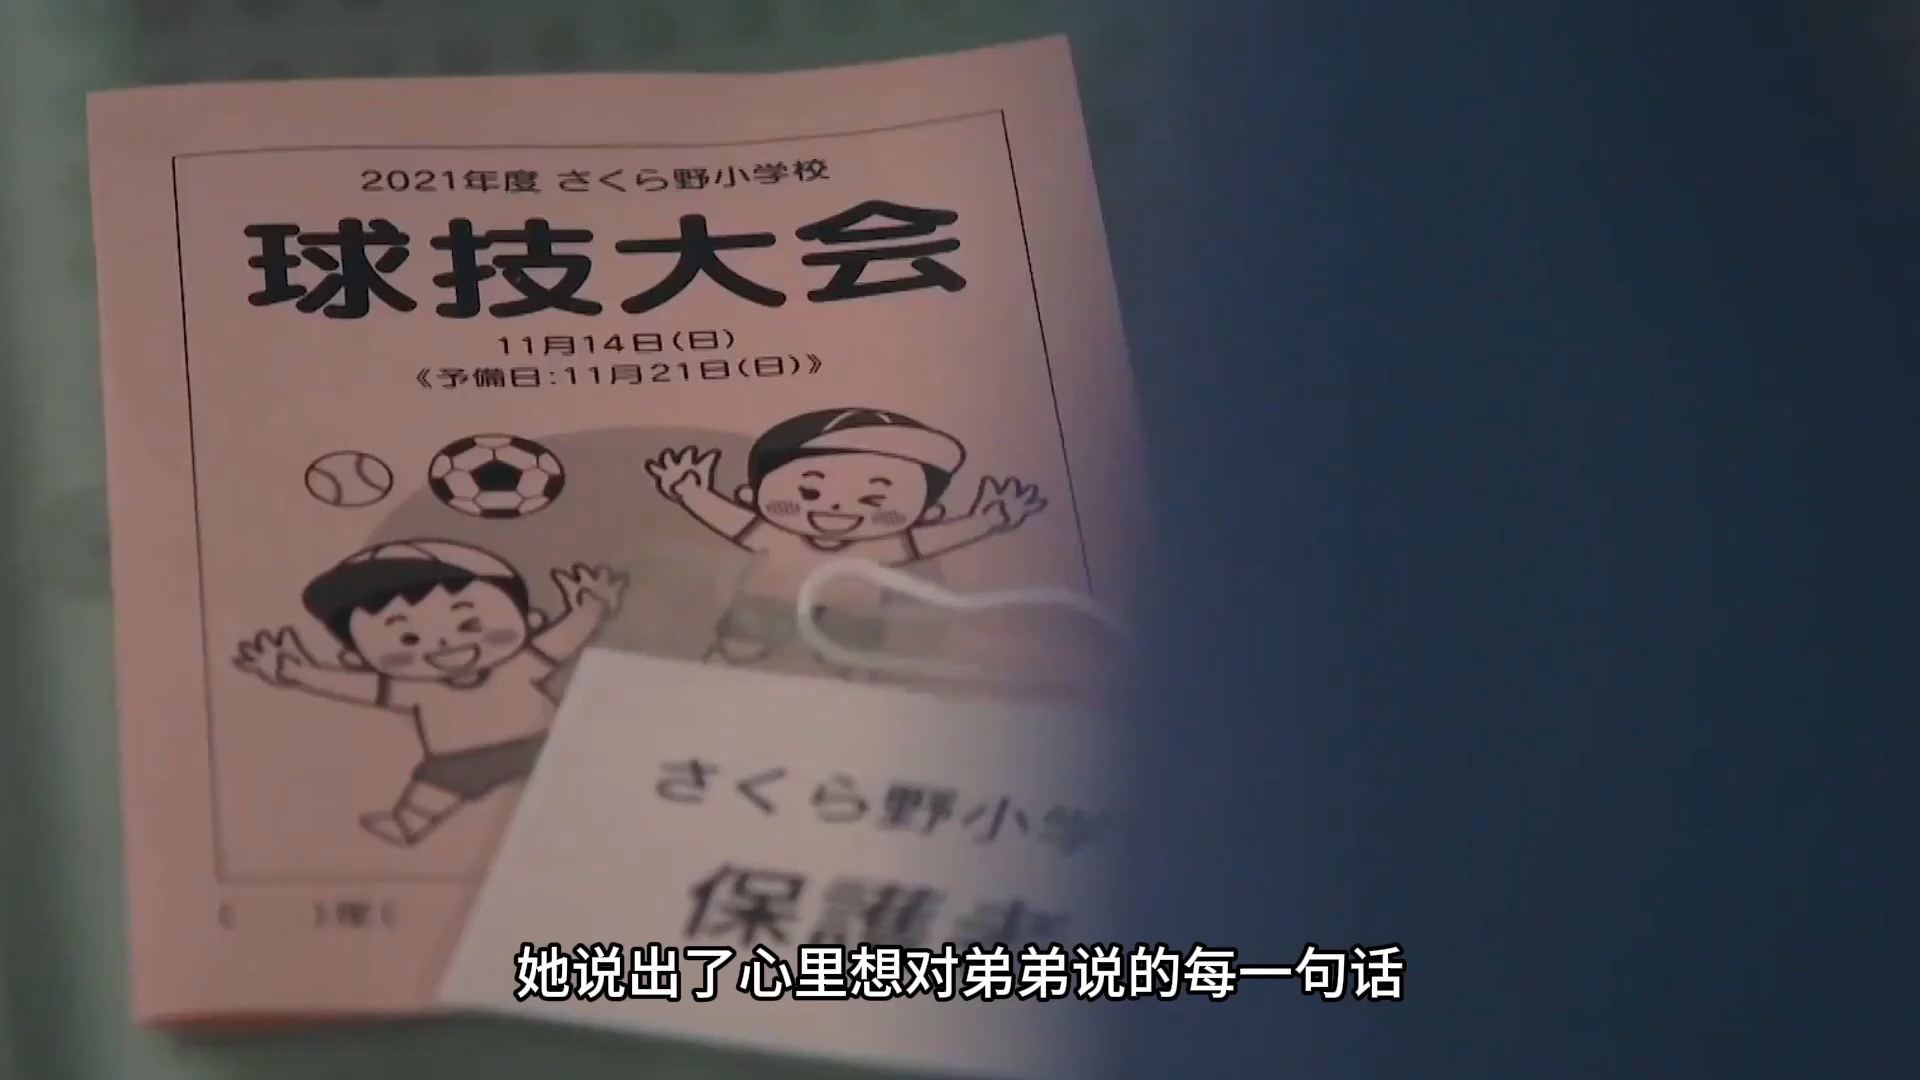 2021年度 さくら野小学校
球技大会
11月14日(日)
《予備日:11月21日(日)》
さくら野小学
保護者
她说出了心里想对弟弟说的每一句话